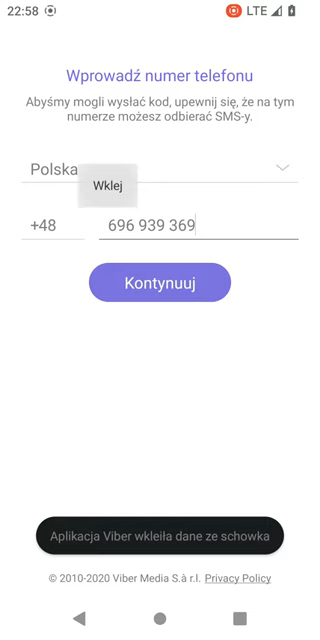 22:58
LTE
Wprowadź numer telefonu
Abyśmy mogli wysłać kod, upewnij się, że na tym
numerze możesz odbierać SMS-y.
Polska
Wklej
+48 696 939 369
Kontynuuj
Aplikacja Viber wkleiła dane ze schowka
© 2010-2020 Viber Media S.à r.l. Privacy Policy